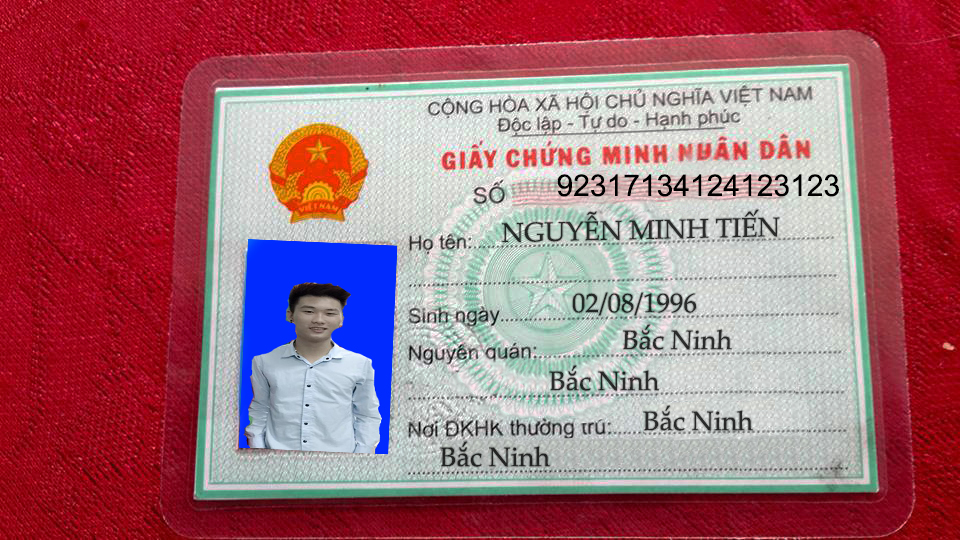 CỘNG HÒA XÃ HỘI CHỦ NGHĨA VIỆT NAM
Độc lập - Tự do - Hạnh phúc
GIẤY CHỨNG MINH NHÂN DÂN
SỐ 92317134124123123
Họ tên: NGUYỄN MINH TIẾN
Sinh ngày 02/08/1996
Nguyên quán: Bắc Ninh
Bắc Ninh
Nơi ĐKHK thường trú: Bắc Ninh
Bắc Ninh
VIỆT NAM